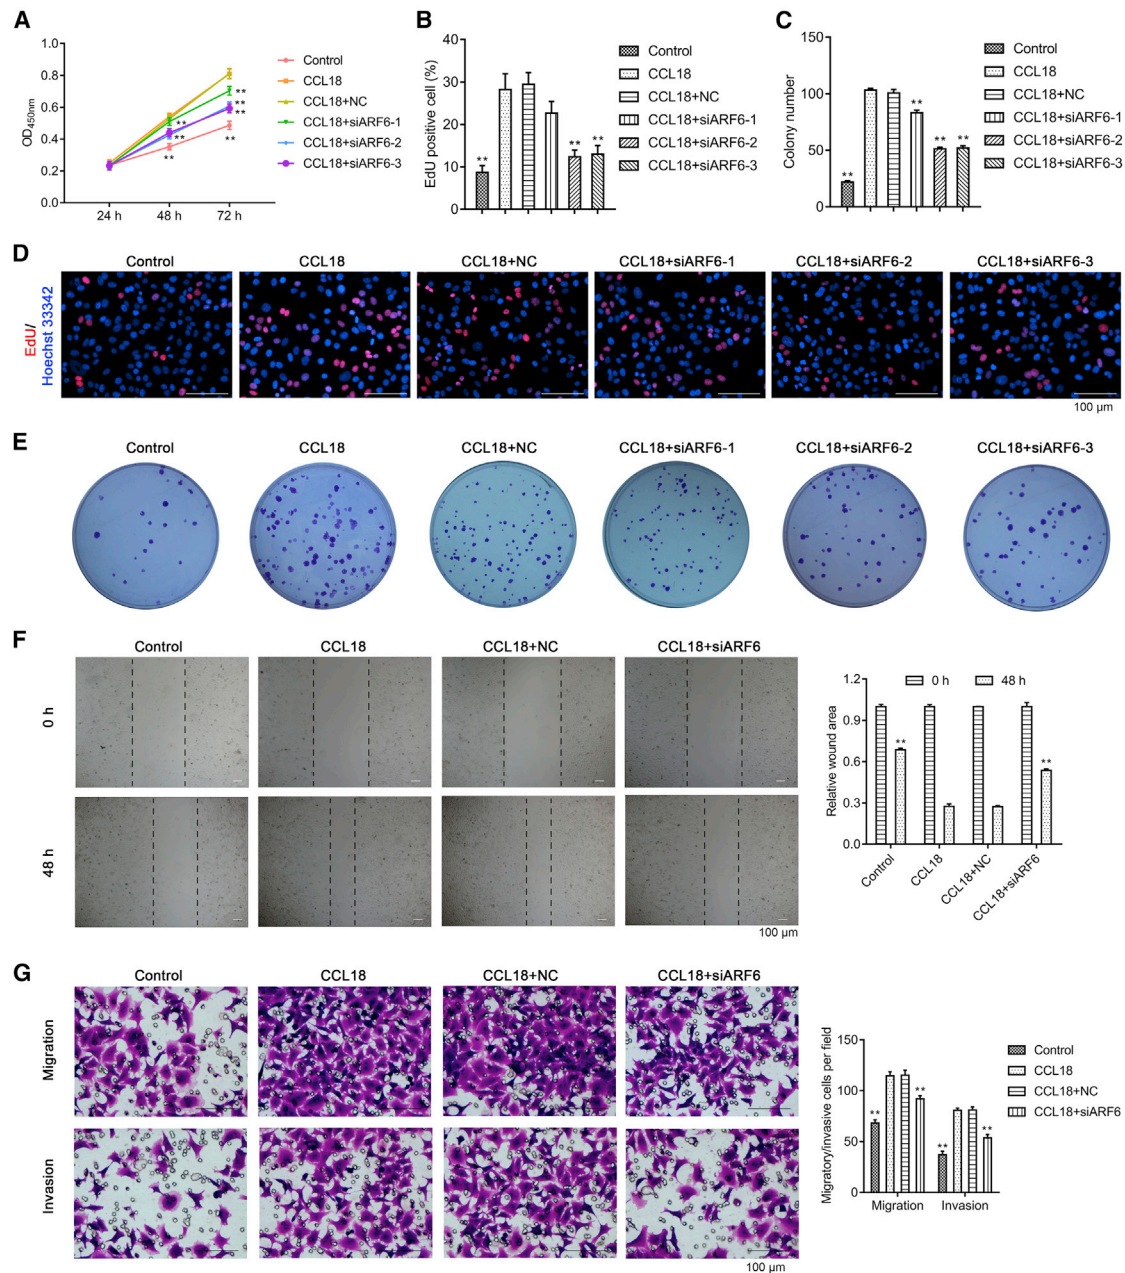 A
1.0
0.8
0.6
0.4
0.2
0.0
OD450nm
24 h 48 h 72 h
**
**
**
**
**
**
**
Control
CCL18
CCL18+NC
CCL18+siARF6-1
CCL18+siARF6-2
CCL18+siARF6-3
B
40
30
20
10
0
EdU positive cell (%)
** ** **
Control
CCL18
CCL18+NC
CCL18+siARF6-1
CCL18+siARF6-2
CCL18+siARF6-3
C
150
100
50
0
Colony number
** ** ** **
Control
CCL18
CCL18+NC
CCL18+siARF6-1
CCL18+siARF6-2
CCL18+siARF6-3
D
Control CCL18 CCL18+NC CCL18+siARF6-1 CCL18+siARF6-2 CCL18+siARF6-3
EdU/
Hoechst 33342
100 µm
E
Control CCL18 CCL18+NC CCL18+siARF6-1 CCL18+siARF6-2 CCL18+siARF6-3
F
Control CCL18 CCL18+NC CCL18+siARF6
0 h
48 h
100 µm
0 h 48 h
1.2
0.9
0.6
0.3
0.0
Relative wound area
** **
Control CCL18 CCL18+NC CCL18+siARF6
G
Control CCL18 CCL18+NC CCL18+siARF6
Migration
Invasion
100 µm
150
100
50
0
Migratory/invasive cells per field
** ** ** **
Migration Invasion
Control
CCL18
CCL18+NC
CCL18+siARF6